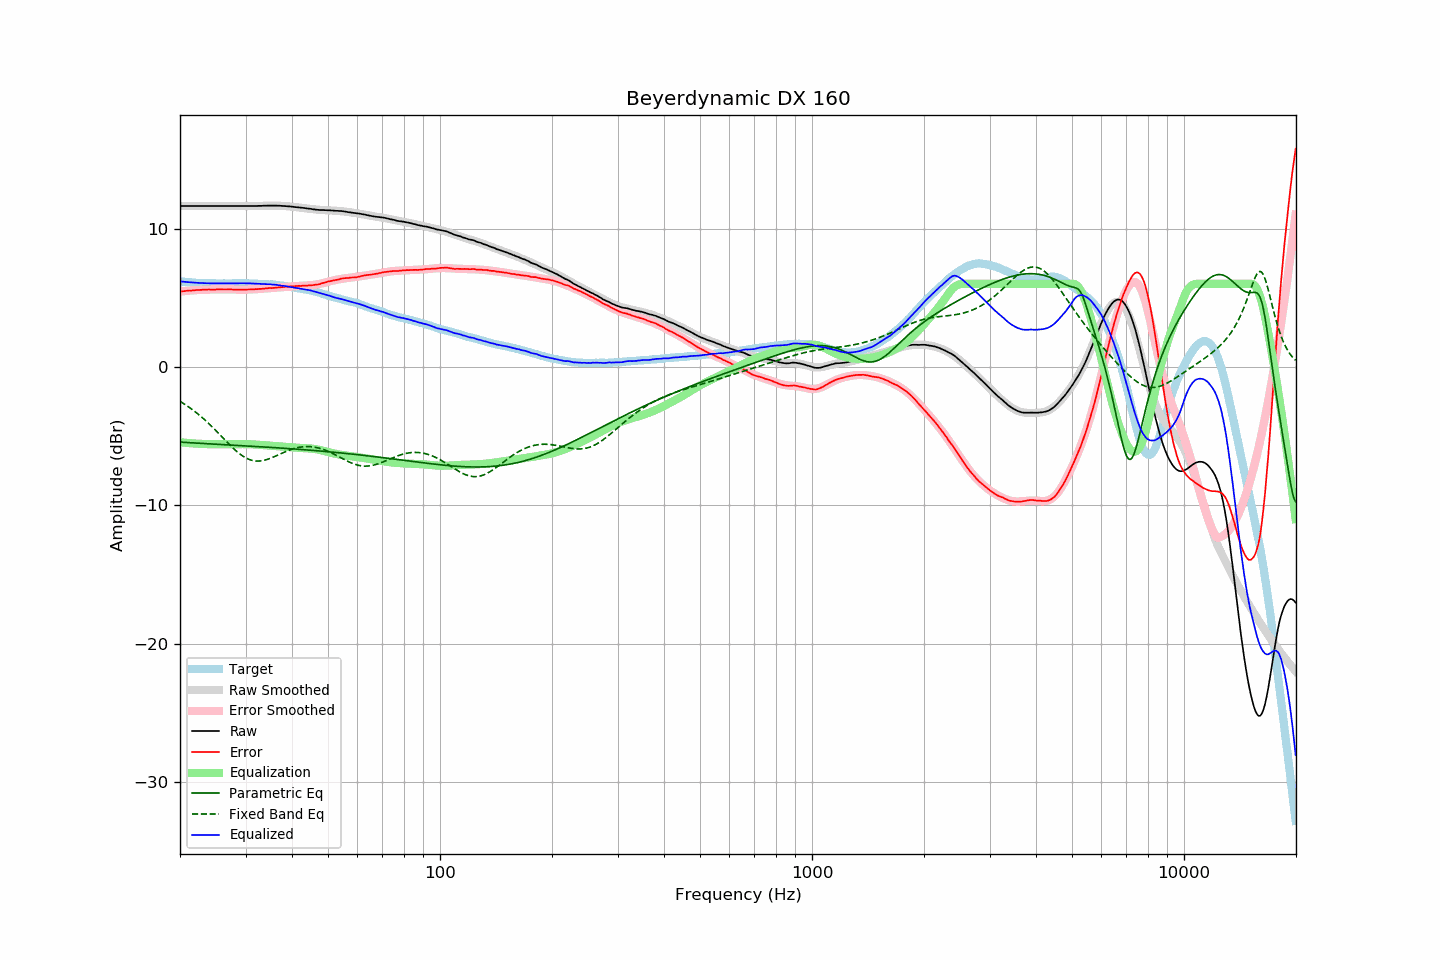 Beyerdynamic DX 160
Amplitude (dBr)
10
0
−10
−20
−30
Target
Raw Smoothed
Error Smoothed
Raw
Error
Equalization
Parametric Eq
Fixed Band Eq
Equalized
100
1000
10000
Frequency (Hz)